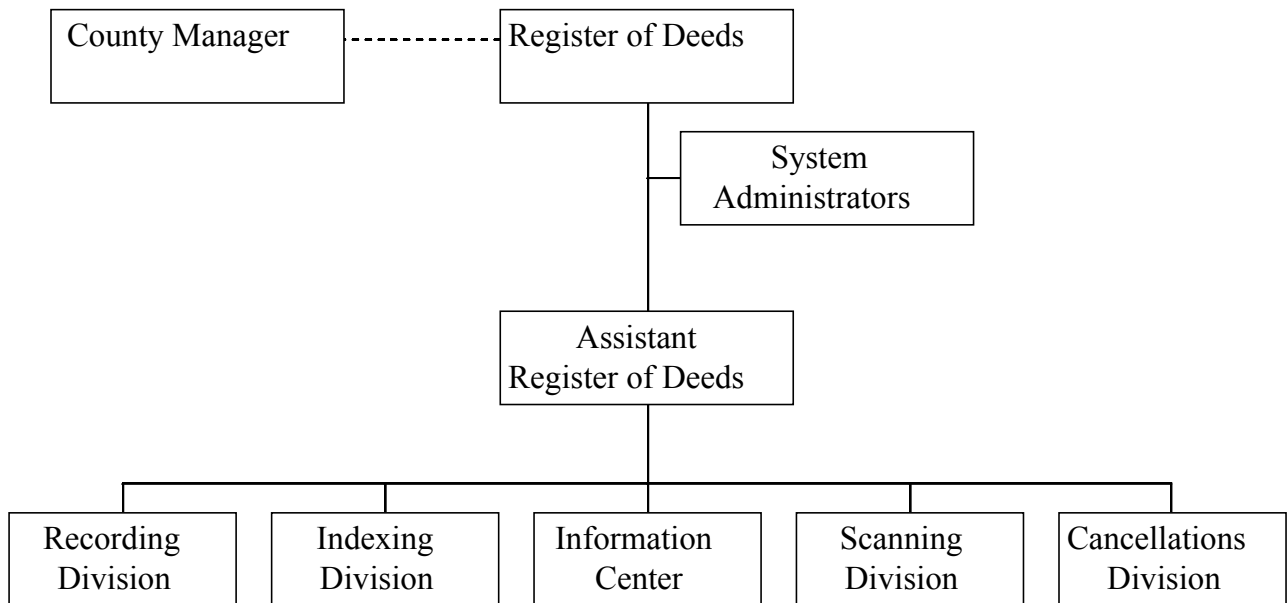 County Manager
Register of Deeds
System
Administrators
Assistant
Register of Deeds
Recording
Division
Indexing
Division
Information
Center
Scanning
Division
Cancellations
Division